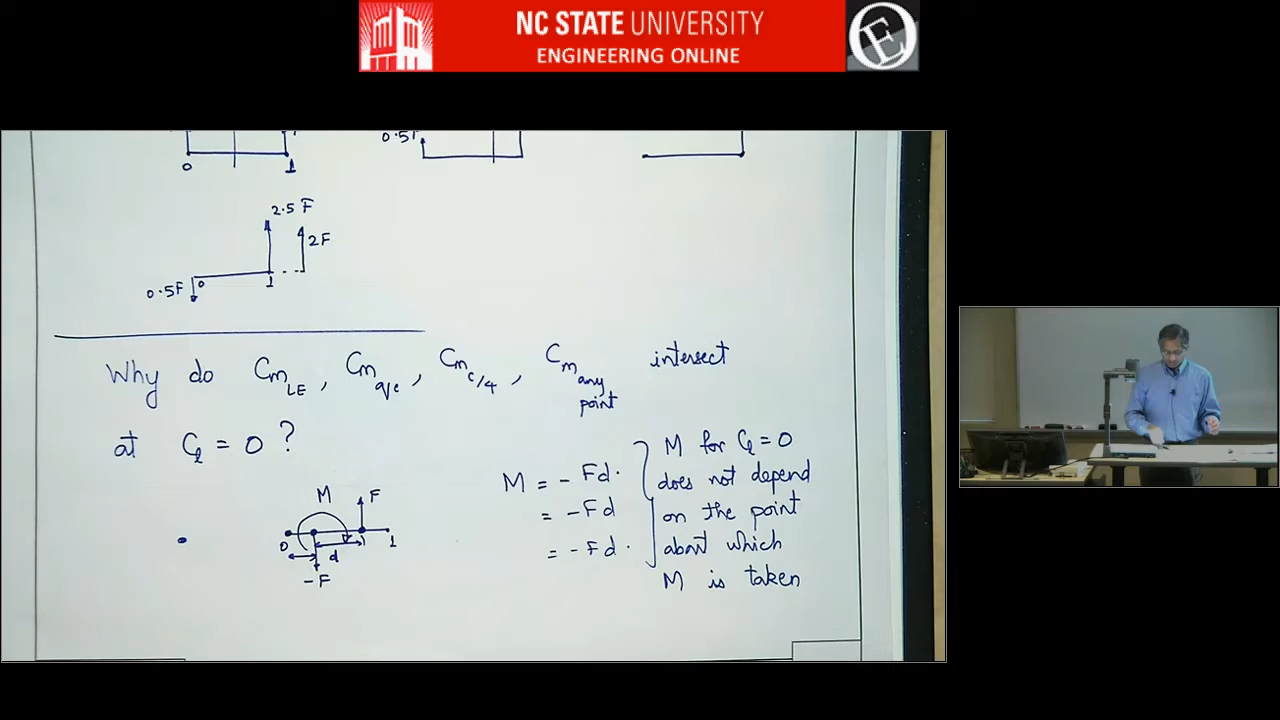 NC STATE UNIVERSITY
ENGINEERING ONLINE
E
0.5F
0 1
2.5 F
2F
0.5F 0 1
Why do Cm_LE, Cm_a/c, Cm_c/4, Cm_any point intersect
at Cl = 0 ?
M F
0 d 1
-F
M = - Fd.
= - Fd
= - Fd.
M for Cl = 0
does not depend
on the point
about which
M is taken